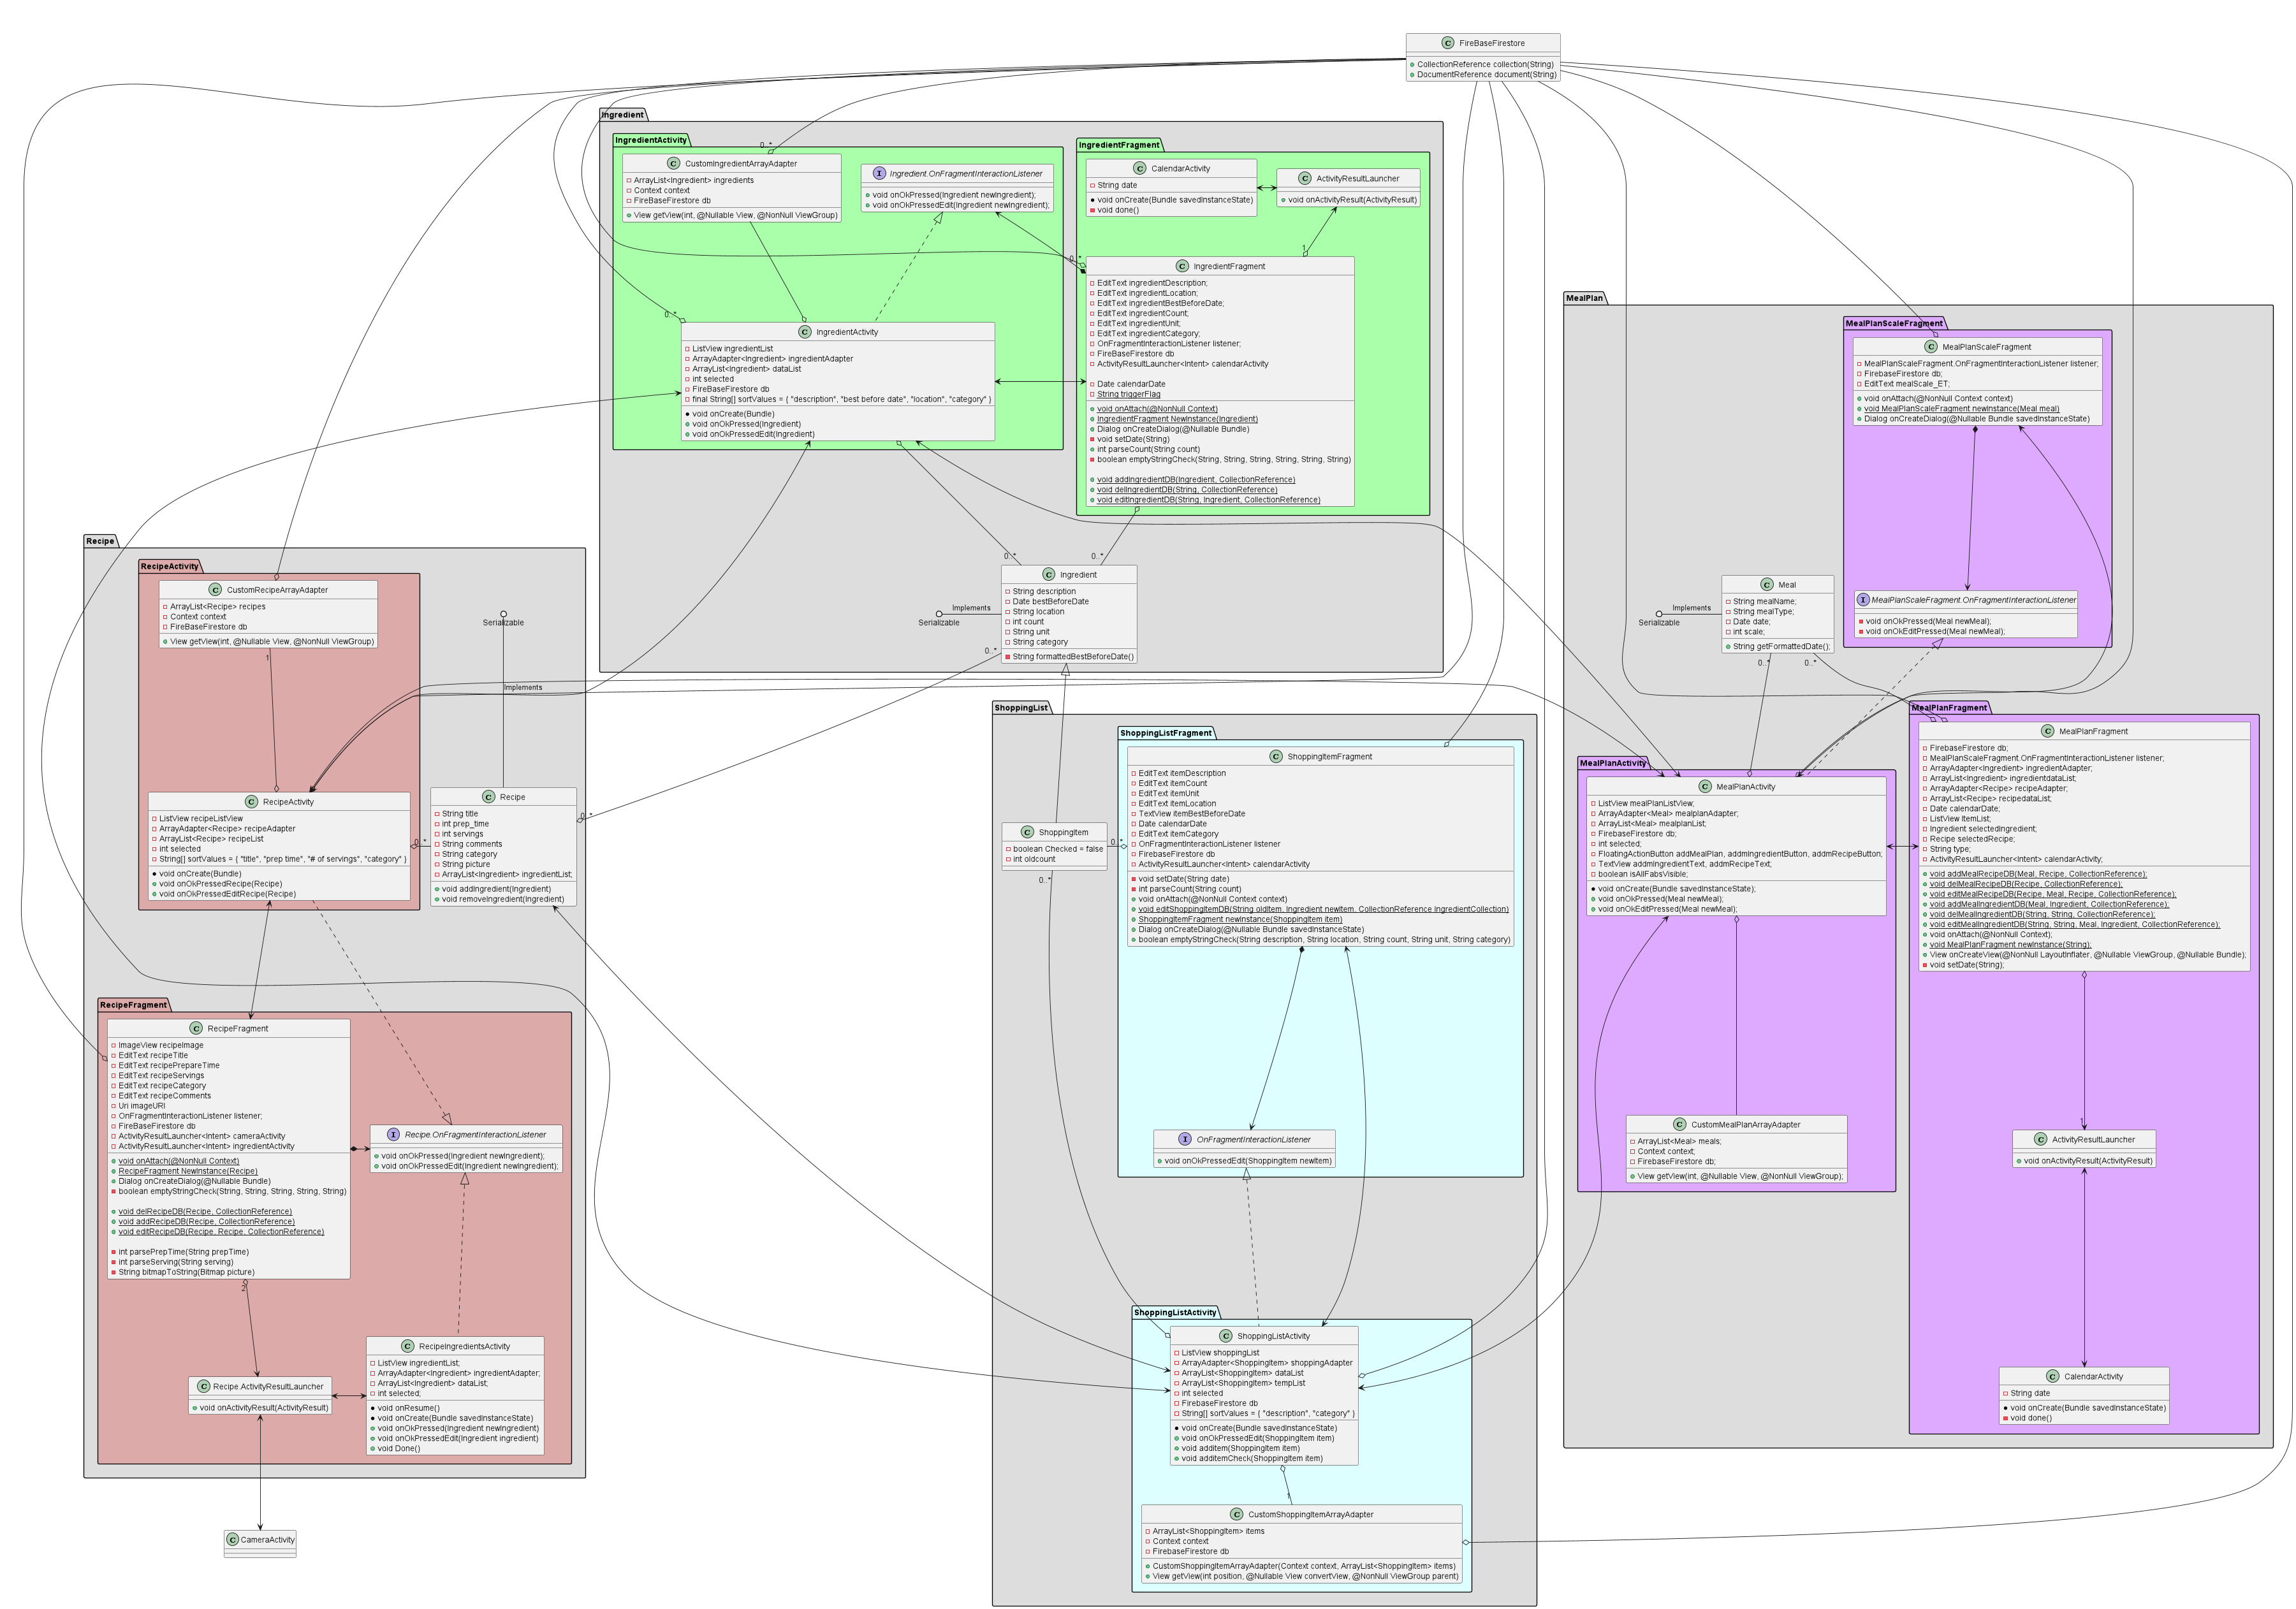 FireBaseFirestore
CollectionReference collection(String)
DocumentReference document(String)
Ingredient
IngredientActivity
CustomIngredientArrayAdapter
ArrayList<Ingredient> ingredients
Context context
FireBaseFirestore db
View getView(int, @Nullable View, @NonNull ViewGroup)
0..*
Ingredient.OnFragmentInteractionListener
void onOkPressed(Ingredient newIngredient);
void onOkPressedEdit(Ingredient newIngredient);
IngredientActivity
ListView ingredientList
ArrayAdapter<Ingredient> ingredientAdapter
ArrayList<Ingredient> dataList
int selected
FireBaseFirestore db
final String[] sortValues = { "description", "best before date", "location", "category" }
void onCreate(Bundle)
void onOkPressed(Ingredient)
void onOkPressedEdit(Ingredient)
0..*
IngredientFragment
CalendarActivity
String date
void onCreate(Bundle savedInstanceState)
void done()
ActivityResultLauncher
void onActivityResult(ActivityResult)
1
0..*
IngredientFragment
EditText ingredientDescription;
EditText ingredientLocation;
EditText ingredientBestBeforeDate;
EditText ingredientCount;
EditText ingredientUnit;
EditText ingredientCategory;
OnFragmentInteractionListener listener;
FireBaseFirestore db
ActivityResultLauncher<Intent> calendarActivity
Date calendarDate
String triggerFlag
void onAttach(@NonNull Context)
IngredientFragment NewInstance(Ingredient)
Dialog onCreateDialog(@Nullable Bundle)
void setDate(String)
int parseCount(String count)
boolean emptyStringCheck(String, String, String, String, String, String)
void addIngredientDB(Ingredient, CollectionReference)
void delIngredientDB(String, CollectionReference)
void editIngredientDB(String, Ingredient, CollectionReference)
0..*
0..*
Ingredient
String description
Date bestBeforeDate
String location
int count
String unit
String category
String formattedBestBeforeDate()
Implements
Serializable
0..*
MealPlan
MealPlanScaleFragment
MealPlanScaleFragment
MealPlanScaleFragment.OnFragmentInteractionListener listener;
FirebaseFirestore db;
EditText mealScale_ET;
void onAttach(@NonNull Context context)
void MealPlanScaleFragment newInstance(Meal meal)
Dialog onCreateDialog(@Nullable Bundle savedInstanceState)
MealPlanScaleFragment.OnFragmentInteractionListener
void onOkPressed(Meal newMeal);
void onOkEditPressed(Meal newMeal);
Meal
String mealName;
String mealType;
Date date;
int scale;
String getFormattedDate();
Implements
Serializable
0..*
0..*
MealPlanActivity
MealPlanActivity
ListView mealPlanListView;
ArrayAdapter<Meal> mealplanAdapter;
ArrayList<Meal> mealplanList;
FirebaseFirestore db;
int selected;
FloatingActionButton addMealPlan, addmIngredientButton, addmRecipeButton;
TextView addmIngredientText, addmRecipeText;
boolean isAllFabsVisible;
void onCreate(Bundle savedInstanceState);
void onOkPressed(Meal newMeal);
void onOkEditPressed(Meal newMeal);
CustomMealPlanArrayAdapter
ArrayList<Meal> meals;
Context context;
FirebaseFirestore db;
View getView(int, @Nullable View, @NonNull ViewGroup);
MealPlanFragment
MealPlanFragment
FirebaseFirestore db;
MealPlanScaleFragment.OnFragmentInteractionListener listener;
ArrayAdapter<Ingredient> ingredientAdapter;
ArrayList<Ingredient> ingredientdataList;
ArrayAdapter<Recipe> recipeAdapter;
ArrayList<Recipe> recipedataList;
Date calendarDate;
ListView ItemList;
Ingredient selectedIngredient;
Recipe selectedRecipe;
String type;
ActivityResultLauncher<Intent> calendarActivity;
void addMealRecipeDB(Meal, Recipe, CollectionReference);
void delMealRecipeDB(Recipe, CollectionReference);
void editMealRecipeDB(Recipe, Meal, Recipe, CollectionReference);
void addMealIngredientDB(Meal, Ingredient, CollectionReference);
void delMealIngredientDB(String, String, CollectionReference);
void editMealIngredientDB(String, String, Meal, Ingredient, CollectionReference);
void onAttach(@NonNull Context);
void MealPlanFragment newInstance(String);
View onCreateView(@NonNull LayoutInflater, @Nullable ViewGroup, @Nullable Bundle);
void setDate(String);
1
ActivityResultLauncher
void onActivityResult(ActivityResult)
CalendarActivity
String date
void onCreate(Bundle savedInstanceState)
void done()
Recipe
RecipeActivity
CustomRecipeArrayAdapter
ArrayList<Recipe> recipes
Context context
FireBaseFirestore db
View getView(int, @Nullable View, @NonNull ViewGroup)
1
Serializable
Implements
RecipeActivity
ListView recipeListView
ArrayAdapter<Recipe> recipeAdapter
ArrayList<Recipe> recipeList
int selected
String[] sortValues = { "title", "prep time", "# of servings", "category" }
void onCreate(Bundle)
void onOkPressedRecipe(Recipe)
void onOkPressedEditRecipe(Recipe)
0..*
Recipe
String title
int prep_time
int servings
String comments
String category
String picture
ArrayList<Ingredient> ingredientList;
void addIngredient(Ingredient)
void removeIngredient(Ingredient)
0..*
RecipeFragment
RecipeFragment
ImageView recipeImage
EditText recipeTitle
EditText recipePrepareTime
EditText recipeServings
EditText recipeCategory
EditText recipeComments
Uri imageURI
OnFragmentInteractionListener listener;
FireBaseFirestore db
ActivityResultLauncher<Intent> cameraActivity
ActivityResultLauncher<Intent> ingredientActivity
void onAttach(@NonNull Context)
RecipeFragment NewInstance(Recipe)
Dialog onCreateDialog(@Nullable Bundle)
boolean emptyStringCheck(String, String, String, String, String)
void delRecipeDB(Recipe, CollectionReference)
void addRecipeDB(Recipe, CollectionReference)
void editRecipeDB(Recipe, Recipe, CollectionReference)
int parsePrepTime(String prepTime)
int parseServing(String serving)
String bitmapToString(Bitmap picture)
2
Recipe.OnFragmentInteractionListener
void onOkPressed(Ingredient newIngredient);
void onOkPressedEdit(Ingredient newIngredient);
RecipeIngredientsActivity
ListView ingredientList;
ArrayAdapter<Ingredient> ingredientAdapter;
ArrayList<Ingredient> dataList;
int selected;
void onResume()
void onCreate(Bundle savedInstanceState)
void onOkPressed(Ingredient newIngredient)
void onOkPressedEdit(Ingredient ingredient)
void Done()
Recipe.ActivityResultLauncher
void onActivityResult(ActivityResult)
CameraActivity
ShoppingList
ShoppingListFragment
ShoppingItemFragment
EditText itemDescription
EditText itemCount
EditText itemUnit
EditText itemLocation
TextView itemBestBeforeDate
Date calendarDate
EditText itemCategory
OnFragmentInteractionListener listener
FirebaseFirestore db
ActivityResultLauncher<Intent> calendarActivity
void setDate(String date)
int parseCount(String count)
void onAttach(@NonNull Context context)
void editShoppingItemDB(String oldItem, Ingredient newItem, CollectionReference IngredientCollection)
ShoppingItemFragment newInstance(ShoppingItem item)
Dialog onCreateDialog(@Nullable Bundle savedInstanceState)
boolean emptyStringCheck(String description, String location, String count, String unit, String category)
ShoppingItem
boolean Checked = false
int oldcount
0..*
0..*
OnFragmentInteractionListener
void onOkPressedEdit(ShoppingItem newItem)
ShoppingListActivity
ShoppingListActivity
ListView shoppingList
ArrayAdapter<ShoppingItem> shoppingAdapter
ArrayList<ShoppingItem> dataList
ArrayList<ShoppingItem> tempList
int selected
FirebaseFirestore db
String[] sortValues = { "description", "category" }
void onCreate(Bundle savedInstanceState)
void onOkPressedEdit(ShoppingItem item)
void additem(ShoppingItem item)
void additemCheck(ShoppingItem item)
1
CustomShoppingItemArrayAdapter
ArrayList<ShoppingItem> items
Context context
FirebaseFirestore db
CustomShoppingItemArrayAdapter(Context context, ArrayList<ShoppingItem> items)
View getView(int position, @Nullable View convertView, @NonNull ViewGroup parent)